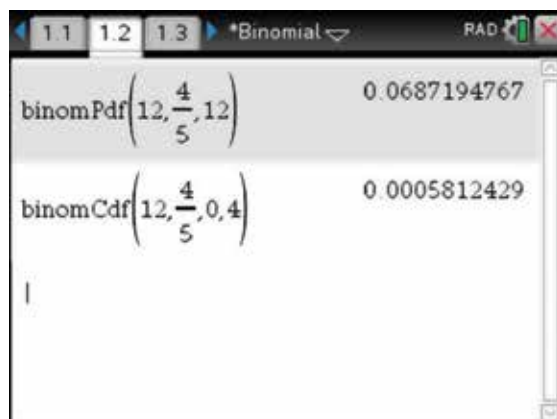 1.1 1.2 1.3 *Binomial RAD
binomPdf(12,4/5,12) 0.0687194767
binomCdf(12,4/5,0,4) 0.0005812429